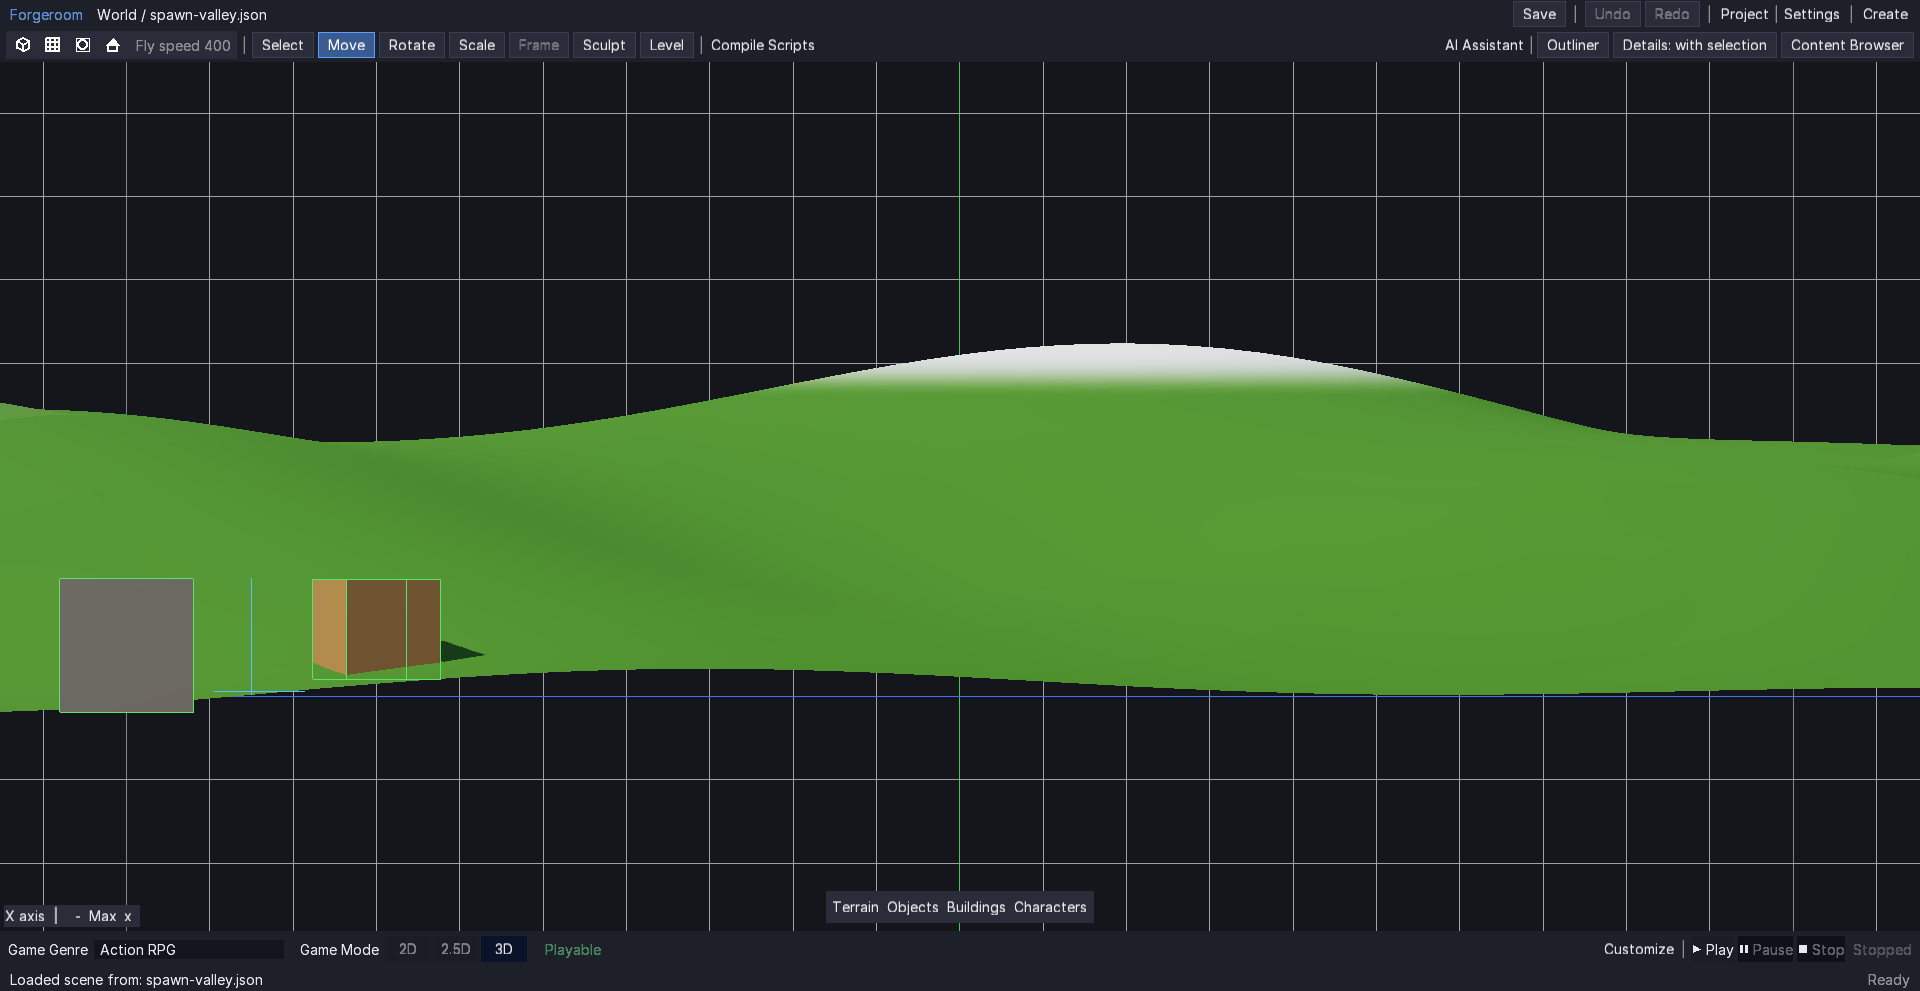 Forgeroom World / spawn-valley.json Save | Undo Redo | Project | Settings | Create
Fly speed 400 | Select Move Rotate Scale Frame Sculpt Level | Compile Scripts AI Assistant | Outliner Details: with selection Content Browser
Terrain Objects Buildings Characters
X axis | - Max x
Game Genre Action RPG Game Mode 2D 2.5D 3D Playable Customize | Play Pause Stop Stopped
Loaded scene from: spawn-valley.json Ready